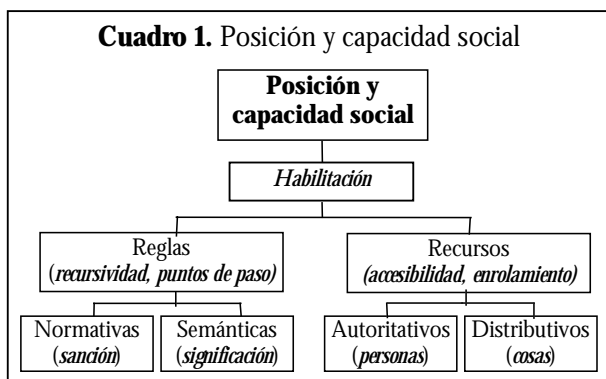 Cuadro 1. Posición y capacidad social
Posición y
capacidad social
Habilitación
Reglas
(recursividad, puntos de paso)
Recursos
(accesibilidad, enrolamiento)
Normativas
(sanción)
Semánticas
(significación)
Autoritativos
(personas)
Distributivos
(cosas)